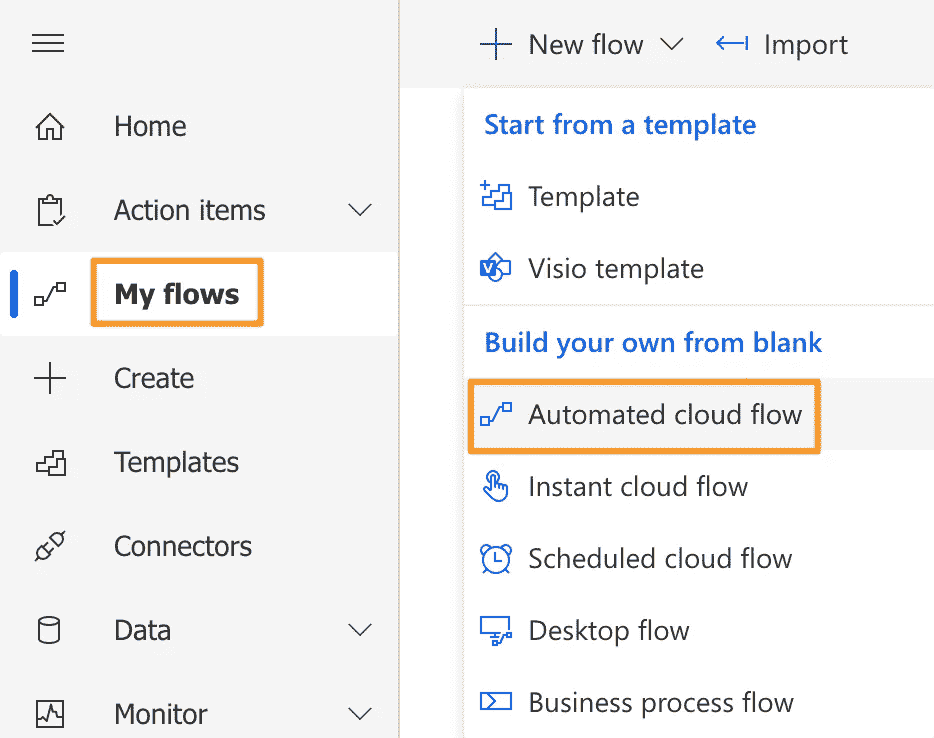 Home
Action items
My flows
Create
Templates
Connectors
Data
Monitor
New flow
Import
Start from a template
Template
Visio template
Build your own from blank
Automated cloud flow
Instant cloud flow
Scheduled cloud flow
Desktop flow
Business process flow